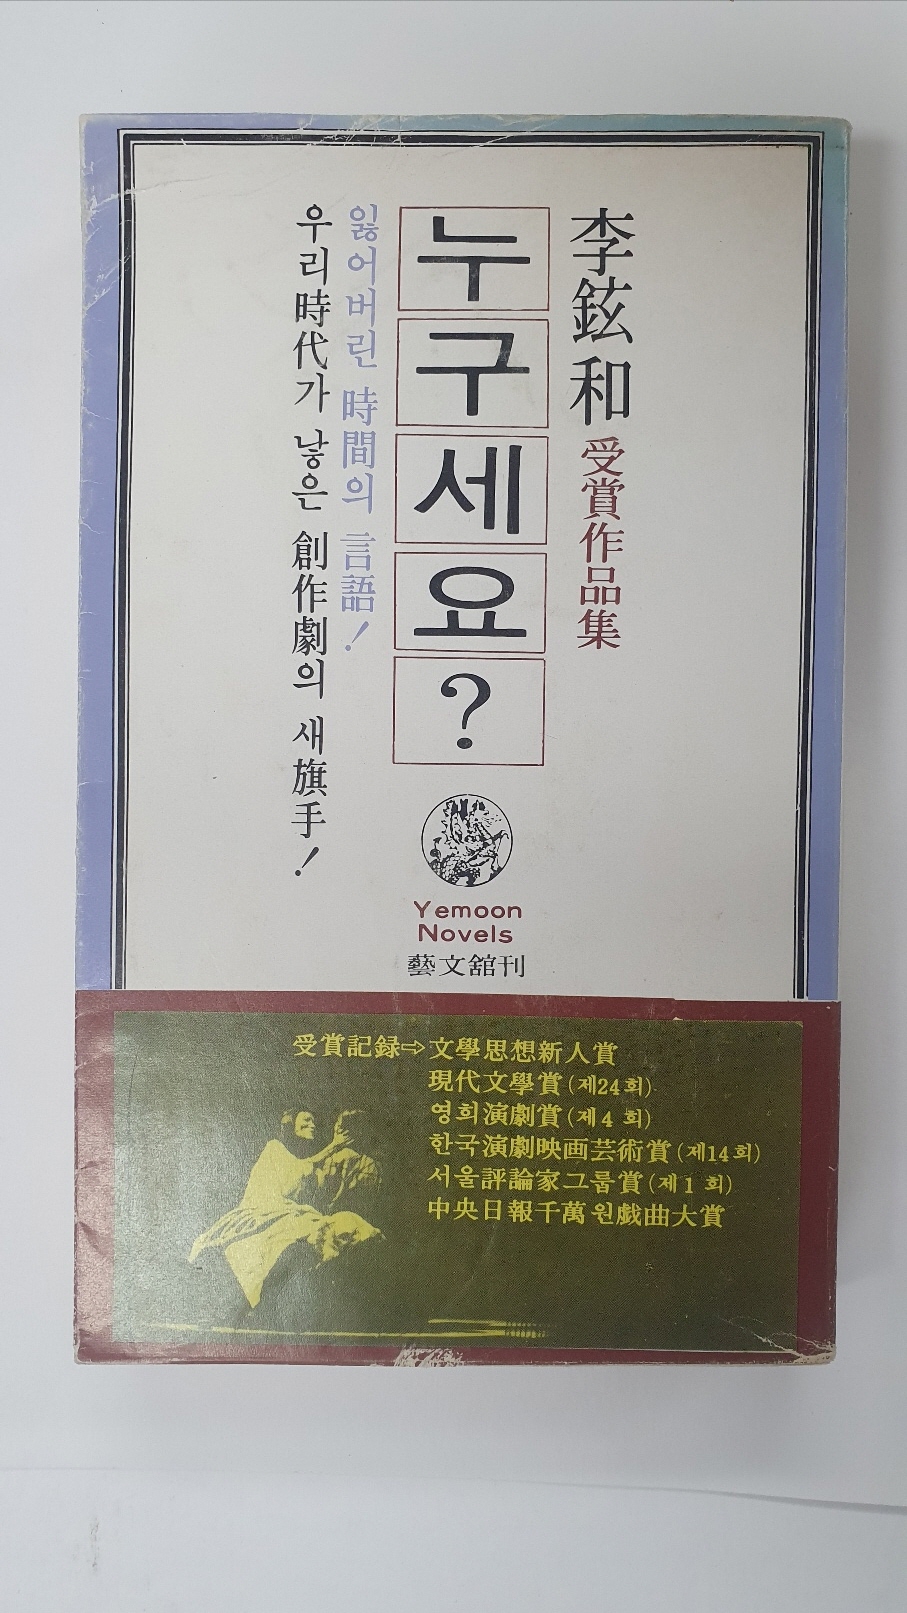 李鉉和 受賞作品集
누구세요?
잃어버린 時間의 言語!
우리時代가 낳은 創作劇의 새旗手!
Yemoon
Novels
藝文舘刊
受賞記録⇨文學思想新人賞
現代文學賞(제24회)
영희演劇賞(제4회)
한국演劇映画芸術賞(제14회)
서울評論家그룹賞(제1회)
中央日報千萬원戯曲大賞